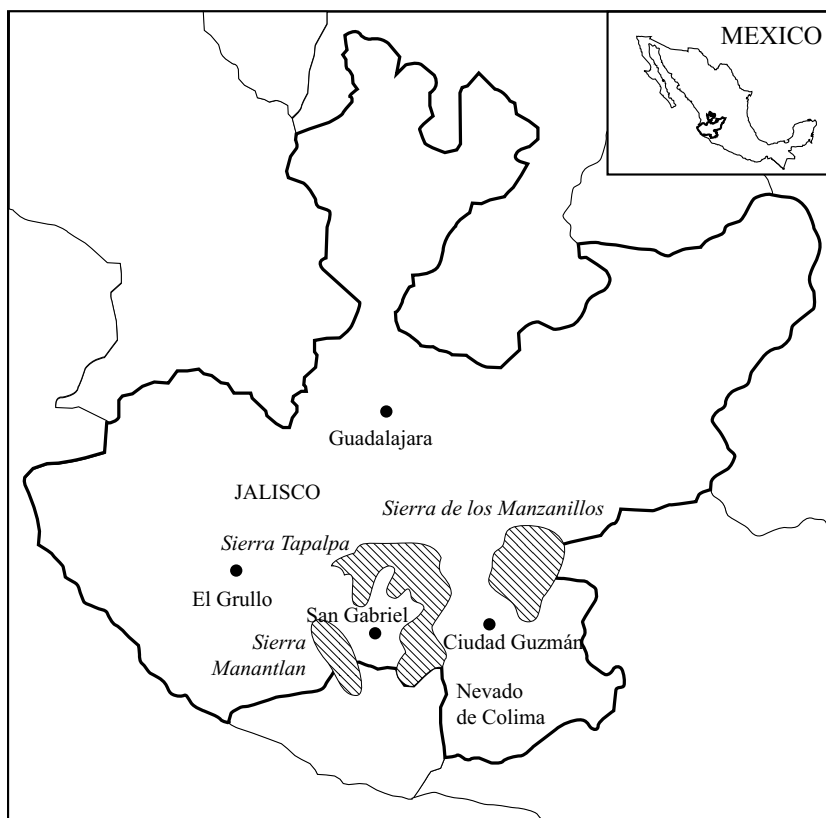 MEXICO
Guadalajara
JALISCO
Sierra de los Manzanillos
Sierra Tapalpa
El Grullo
San Gabriel
Sierra
Manantlan
Ciudad Guzmán
Nevado
de Colima